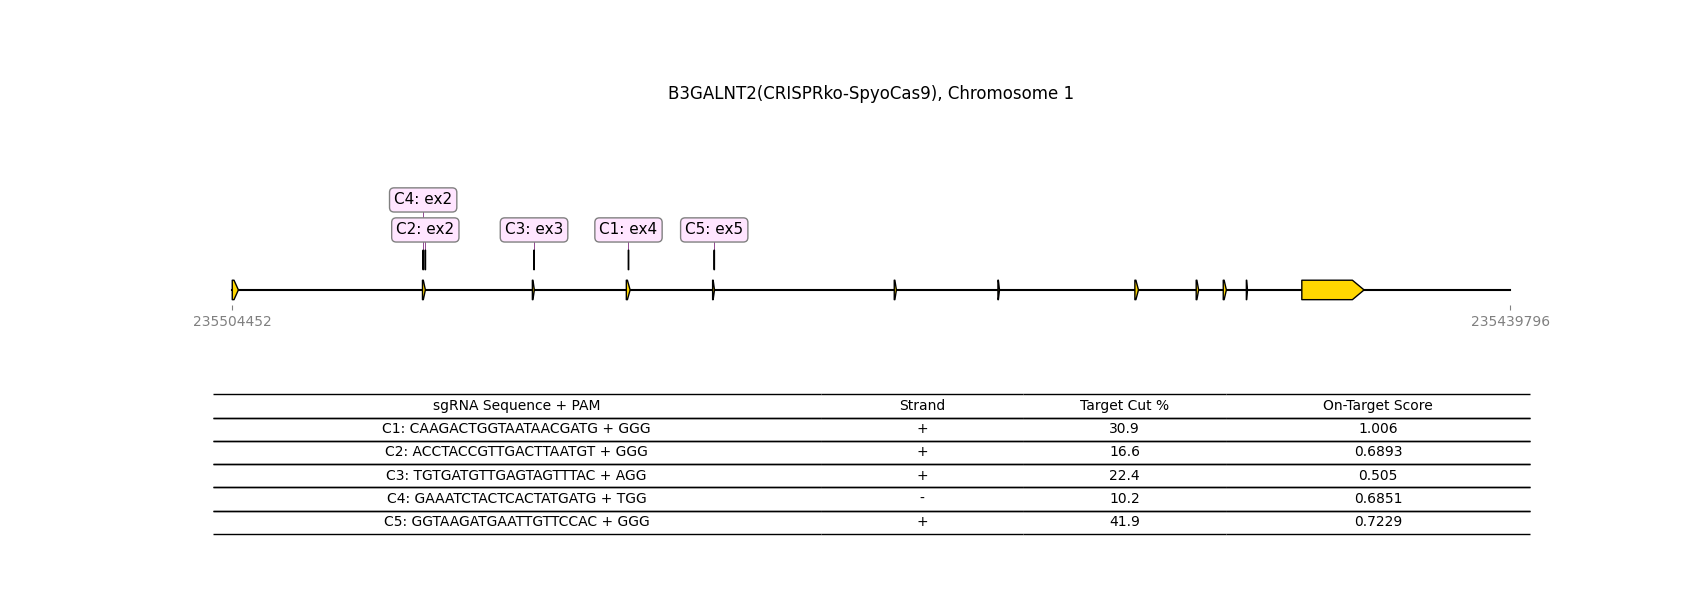 B3GALNT2(CRISPRko-SpyoCas9), Chromosome 1
C4: ex2
C2: ex2 C3: ex3 C1: ex4 C5: ex5
235504452 235439796
sgRNA Sequence + PAM Strand Target Cut % On-Target Score
C1: CAAGACTGGTAATAACGATG + GGG + 30.9 1.006
C2: ACCTACCGTTGACTTAATGT + GGG + 16.6 0.6893
C3: TGTGATGTTGAGTAGTTTAC + AGG + 22.4 0.505
C4: GAAATCTACTCACTATGATG + TGG - 10.2 0.6851
C5: GGTAAGATGAATTGTTCCAC + GGG + 41.9 0.7229